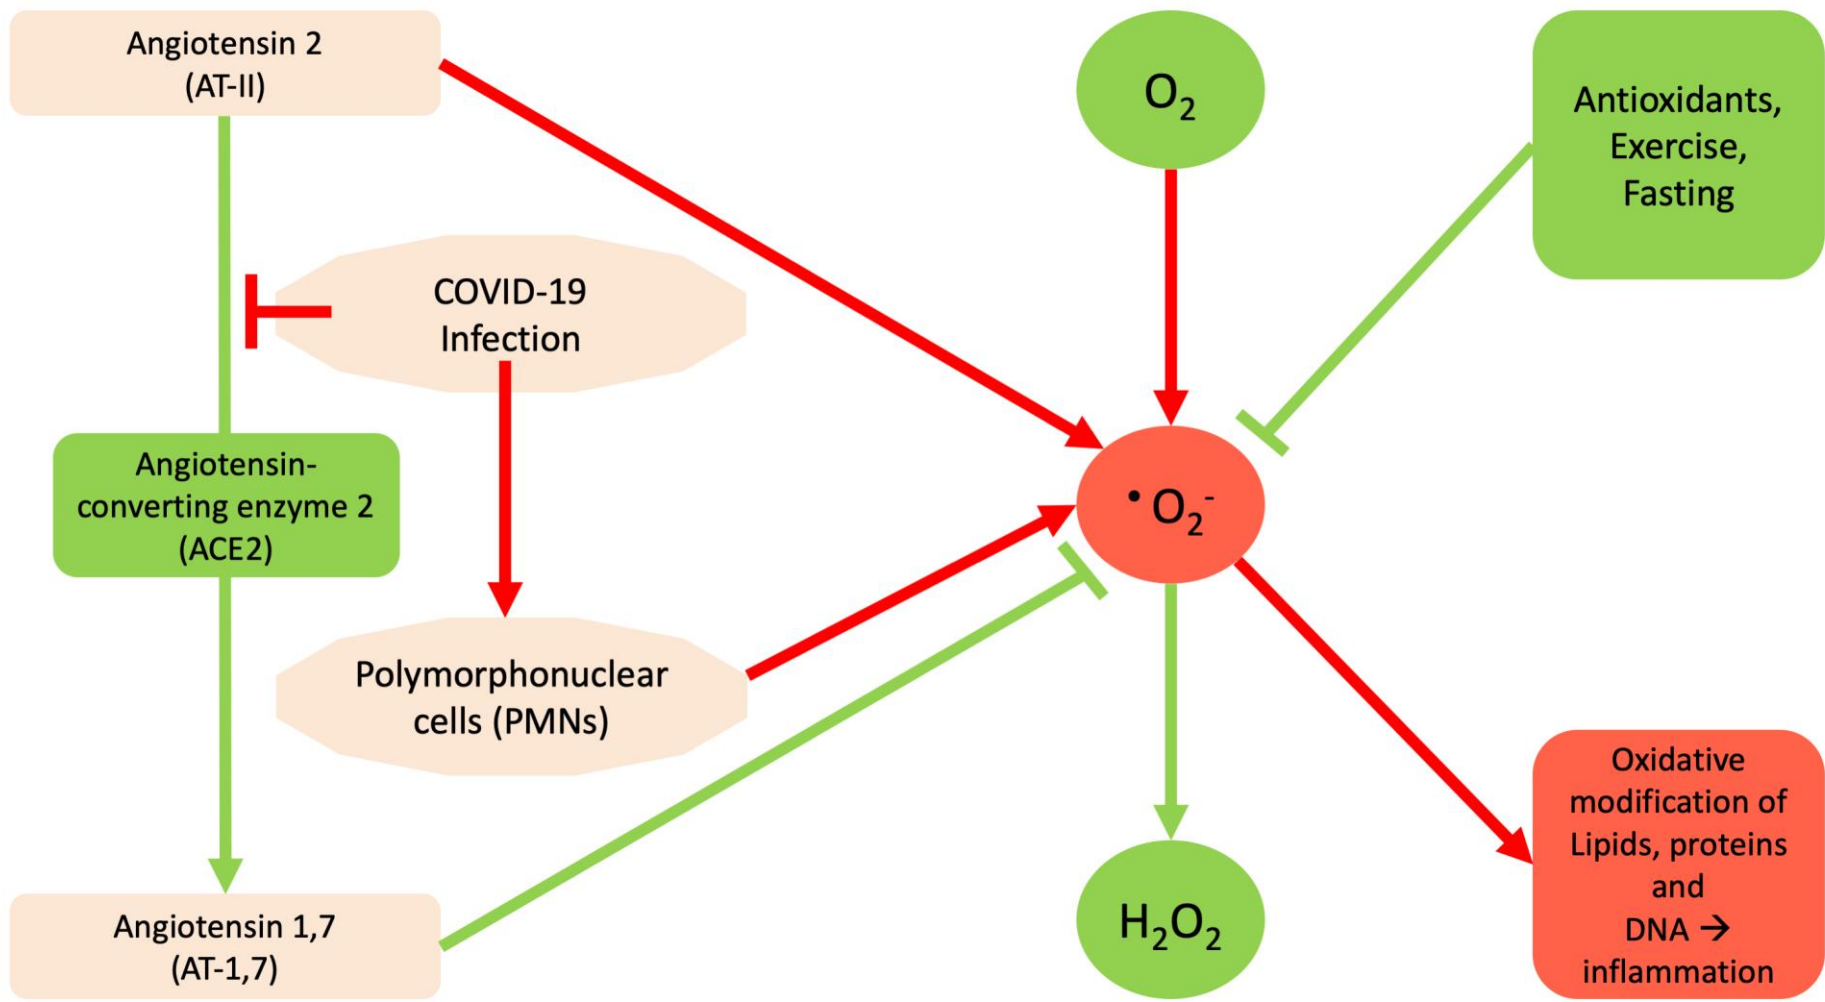 Angiotensin 2
(AT-II)
O₂
Antioxidants,
Exercise,
Fasting
COVID-19
Infection
Angiotensin-
converting enzyme 2
(ACE2)
•O₂⁻
Polymorphonuclear
cells (PMNs)
Oxidative
modification of
Lipids, proteins
and
DNA →
inflammation
Angiotensin 1,7
(AT-1,7)
H₂O₂